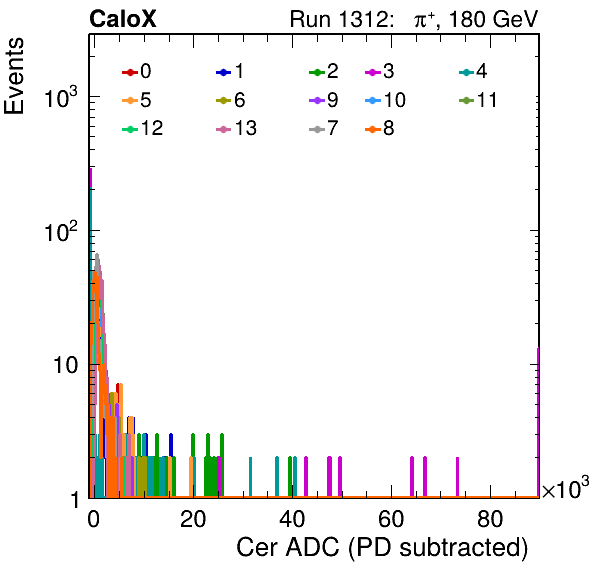 CaloX Run 1312: π⁺, 180 GeV
Events
0 1 2 3 4
5 6 9 10 11
12 13 7 8
10³
10²
10
1
0 20 40 60 80 ×10³
Cer ADC (PD subtracted)